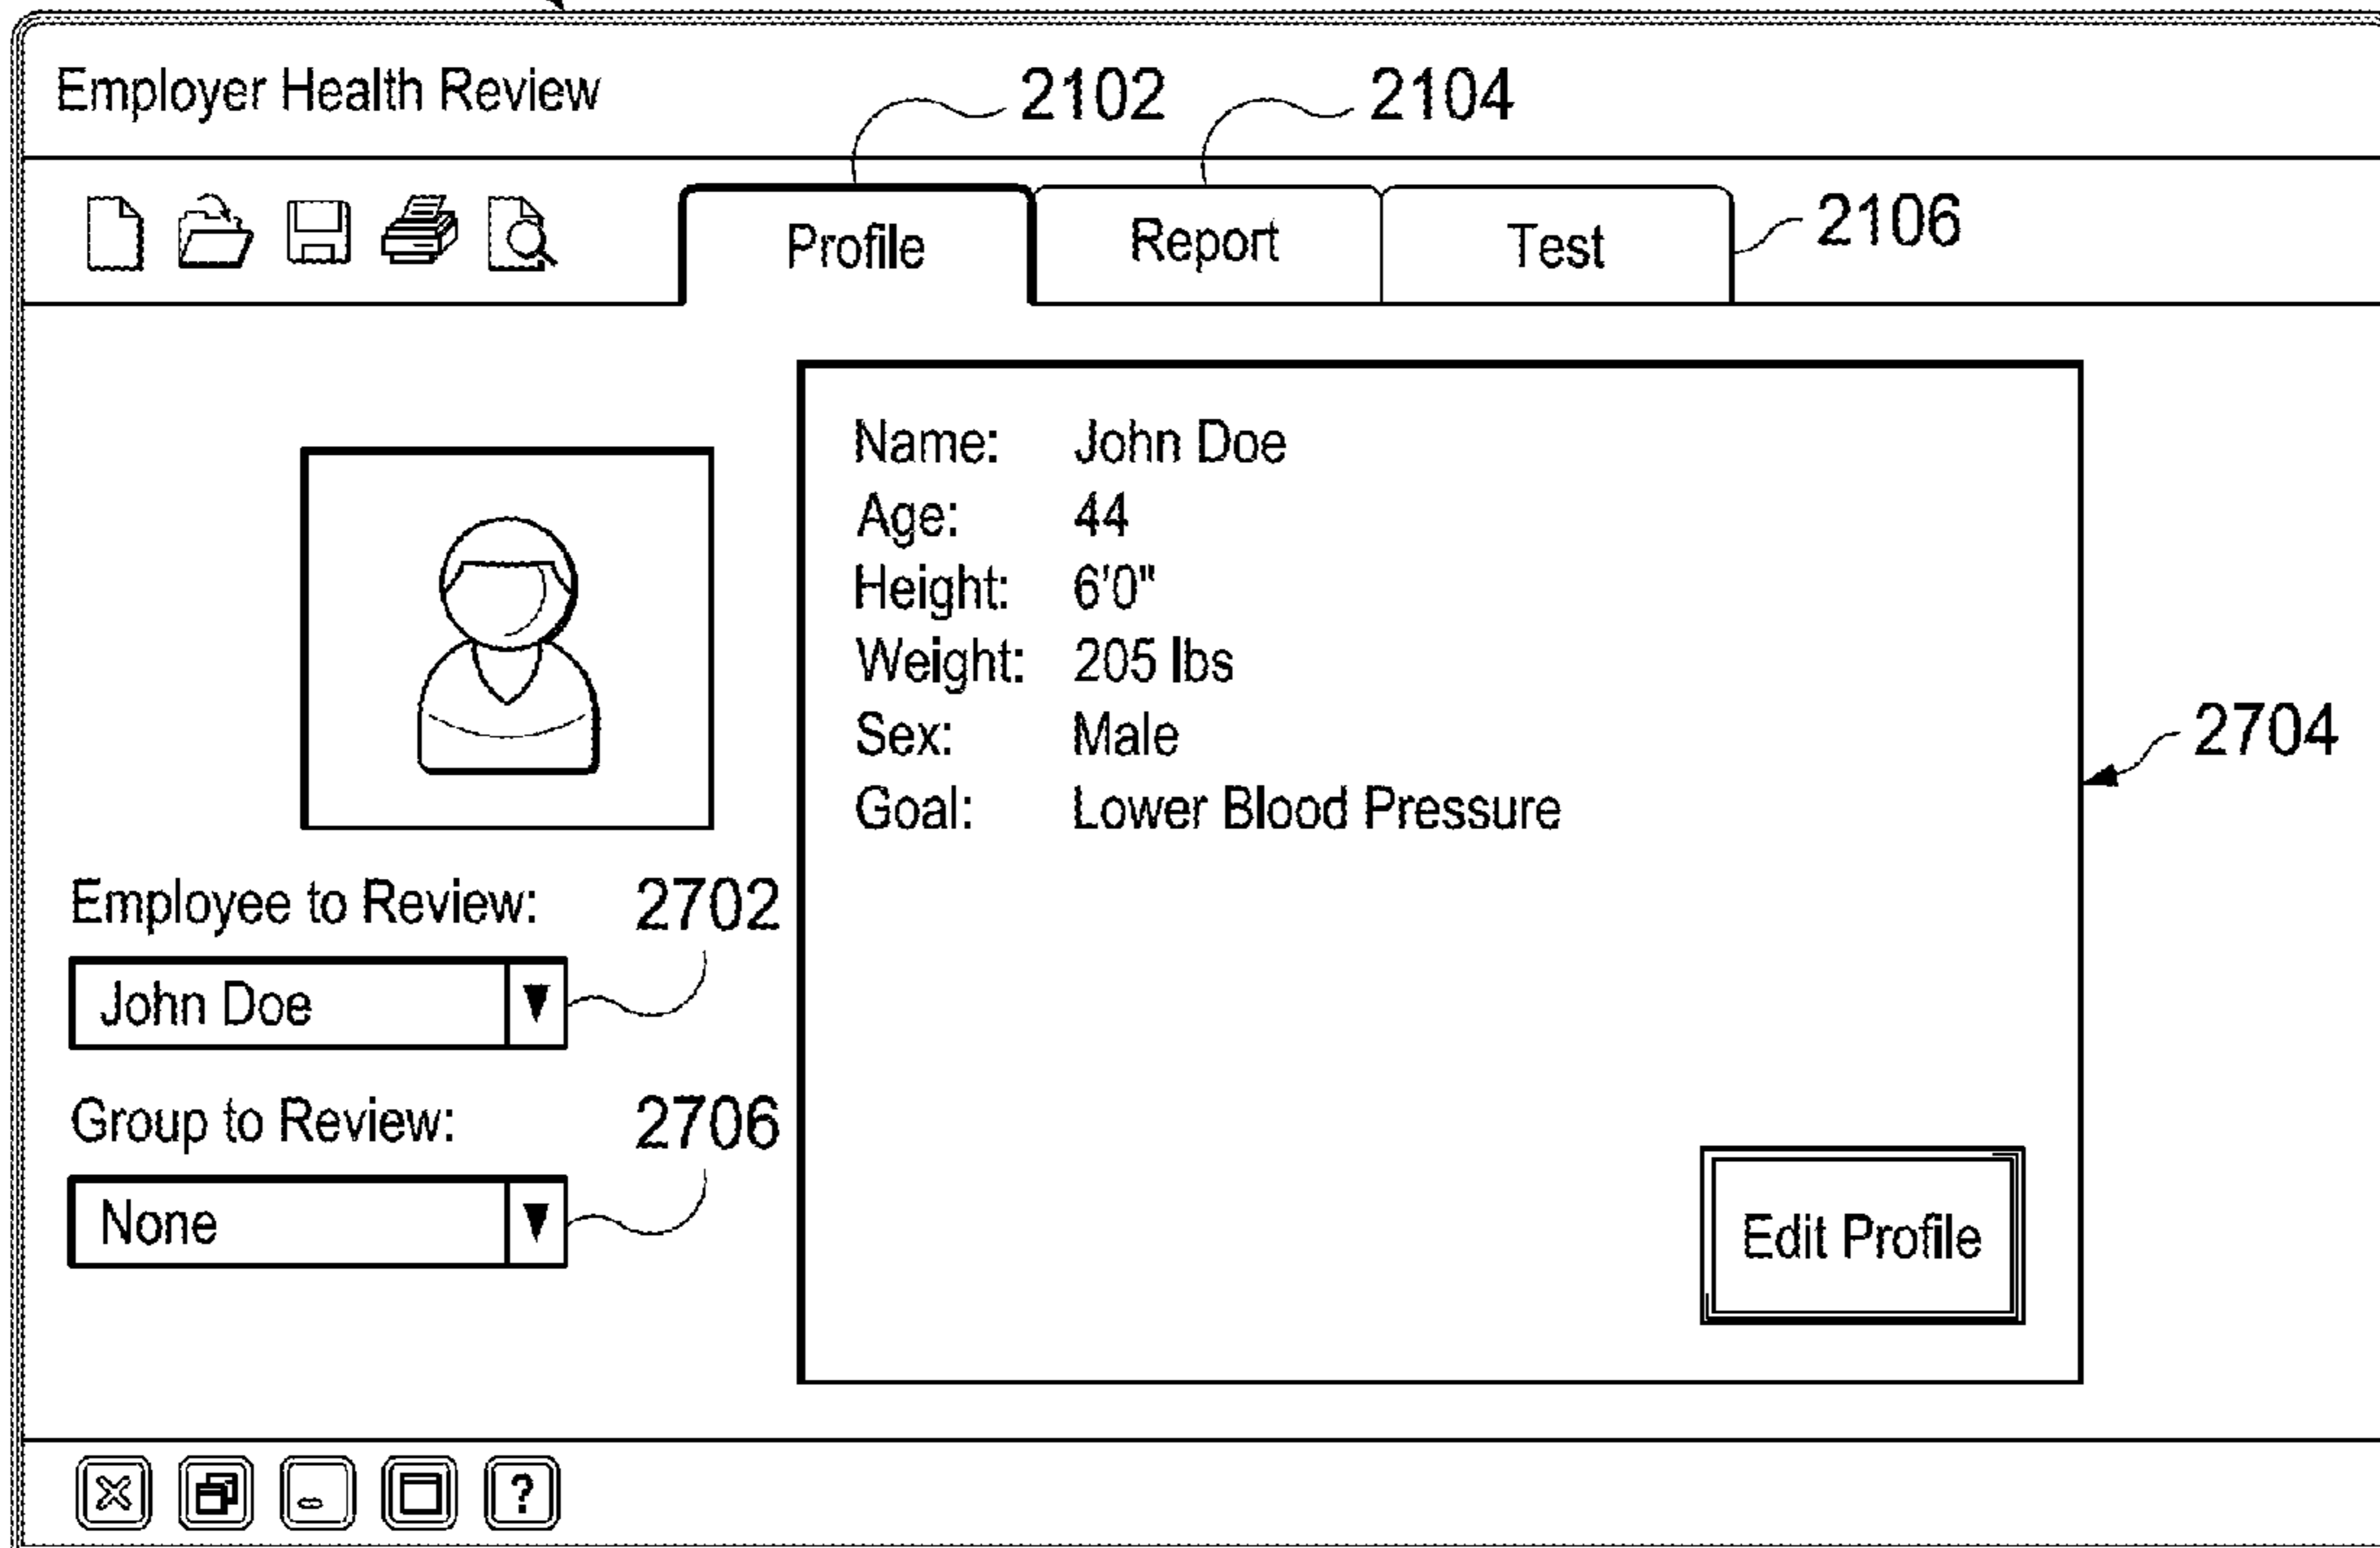 Employer Health Review
2102
2104
Profile
Report
Test
2106
Name: John Doe
Age: 44
Height: 6'0"
Weight: 205 lbs
Sex: Male
Goal: Lower Blood Pressure
2704
Employee to Review:
2702
John Doe
Group to Review:
2706
None
Edit Profile
?